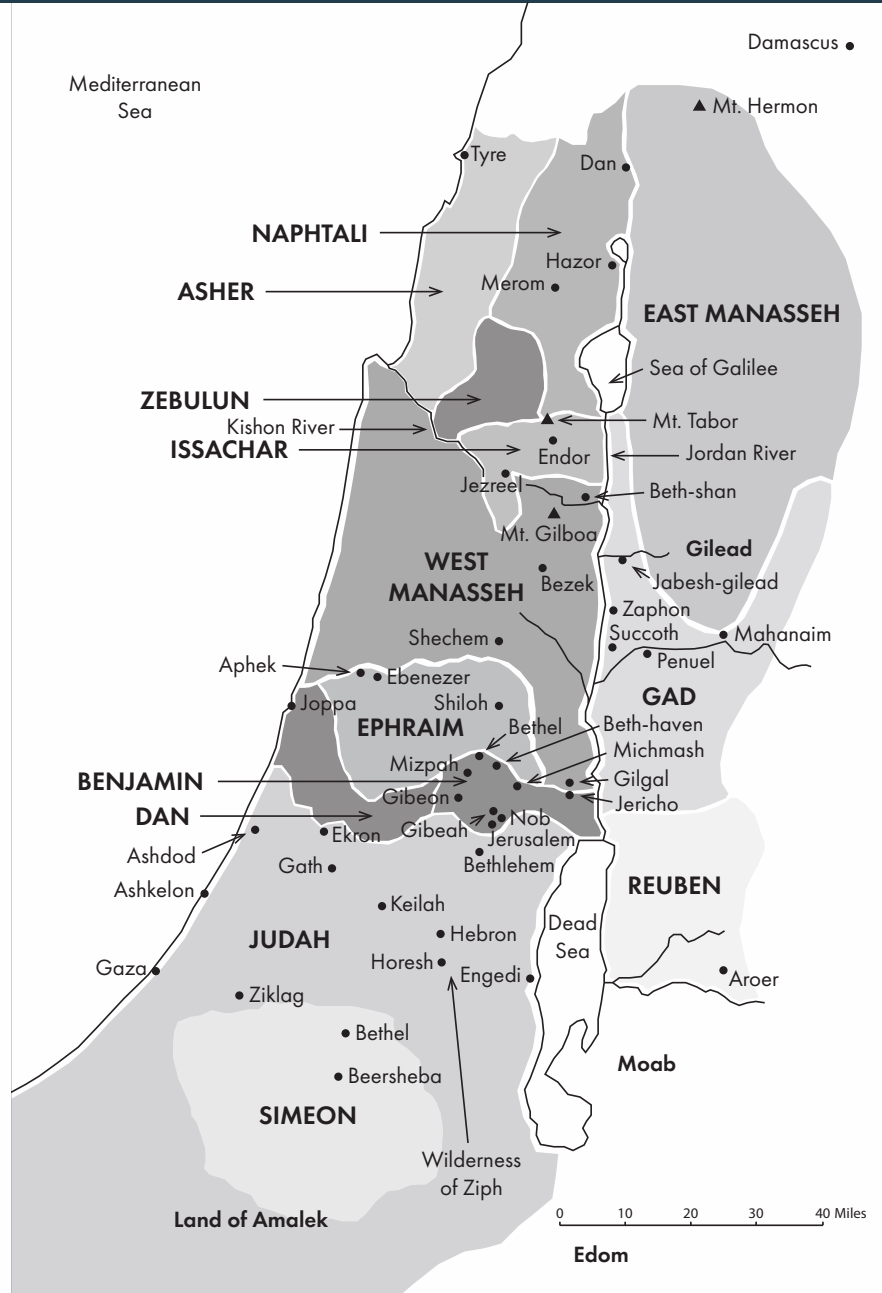 Damascus
Mediterranean
Sea
Mt. Hermon
Tyre
Dan
NAPHTALI
Hazor
Merom
ASHER
EAST MANASSEH
Sea of Galilee
ZEBULUN
Kishon River
Mt. Tabor
ISSACHAR
Jordan River
Endor
Jezreel
Beth-shan
Mt. Gilboa
Gilead
WEST
MANASSEH
Bezek
Jabesh-gilead
Zaphon
Succoth
Mahanaim
Shechem
Penuel
Aphek
Ebenezer
GAD
Joppa
Shiloh
EPHRAIM
Bethel
Beth-haven
Michmash
Mizpah
BENJAMIN
Gilgal
Gibeon
Jericho
DAN
Nob
Gibeah
Ekron
Jerusalem
Ashdod
Gath
Bethlehem
Ashkelon
REUBEN
Keilah
JUDAH
Hebron
Dead
Sea
Horesh
Gaza
Engedi
Aroer
Ziklag
Bethel
Moab
Beersheba
SIMEON
Wilderness
of Ziph
Land of Amalek
0 10 20 30 40 Miles
Edom